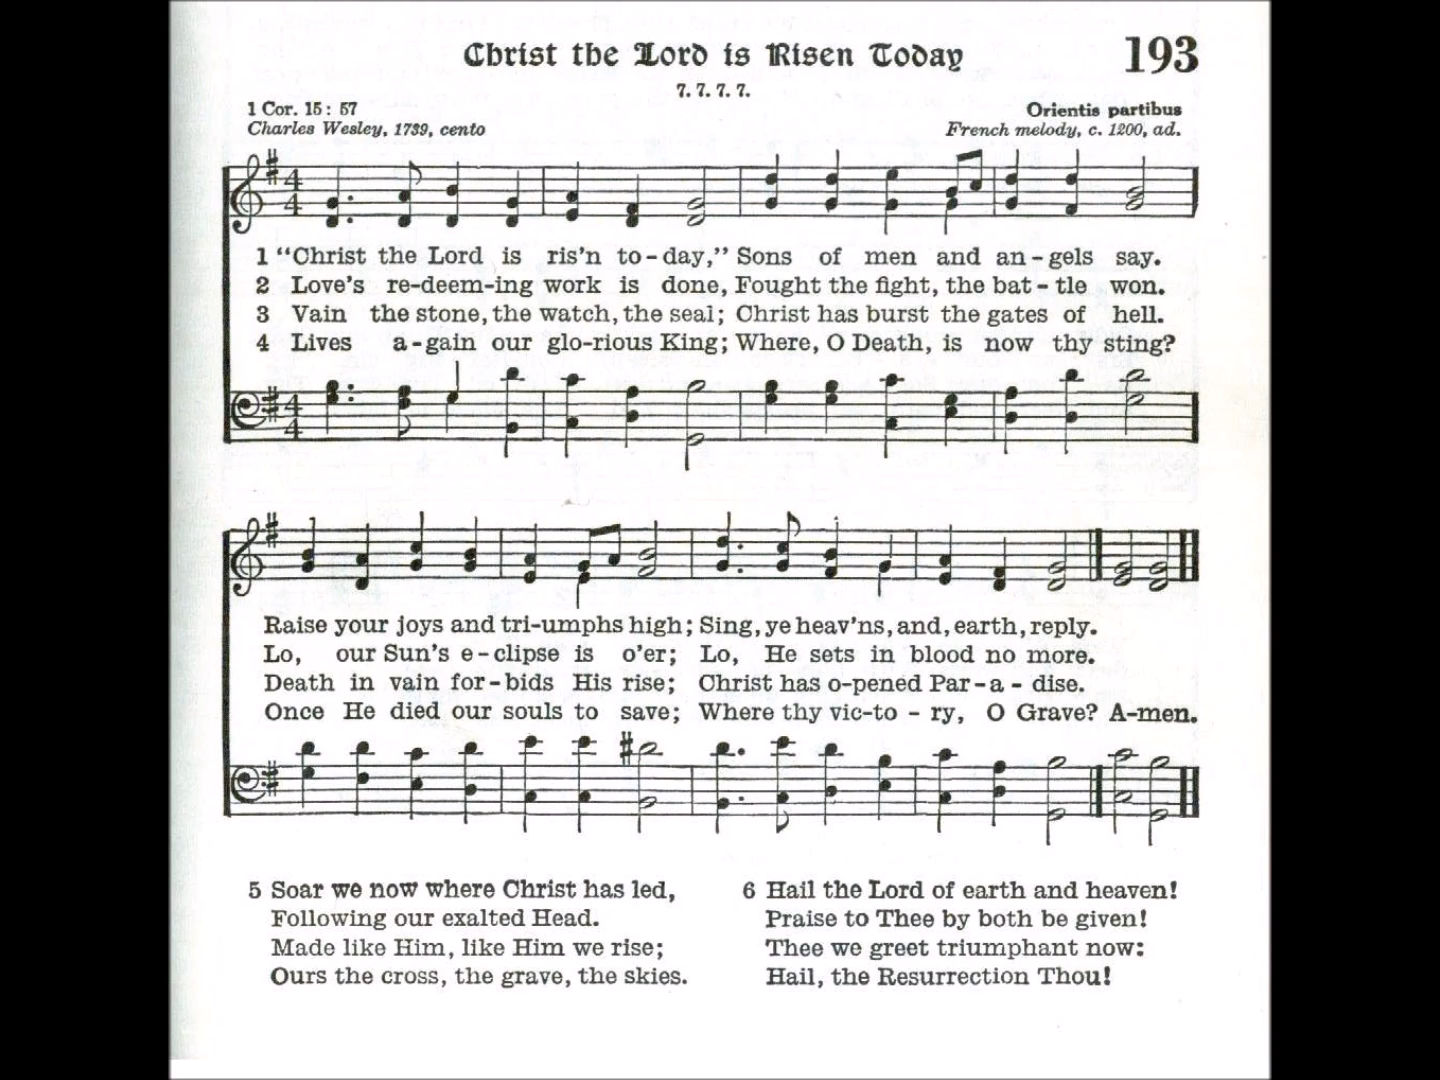 Christ the Lord is Risen Today
193
7. 7. 7. 7.
1 Cor. 15: 57
Orientis partibus
Charles Wesley, 1739, cento
French melody, c. 1200, ad.
4
4
1 “Christ the Lord is ris’n to-day,” Sons of men and an-gels say.
2 Love’s re-deem-ing work is done, Fought the fight, the bat-tle won.
3 Vain the stone, the watch, the seal; Christ has burst the gates of hell.
4 Lives a-gain our glo-rious King; Where, O Death, is now thy sting?
4
4
Raise your joys and tri-umphs high; Sing, ye heav’ns, and, earth, reply.
Lo, our Sun’s e-clipse is o’er; Lo, He sets in blood no more.
Death in vain for-bids His rise; Christ has o-pened Par-a-dise.
Once He died our souls to save; Where thy vic-to-ry, O Grave? A-men.
5 Soar we now where Christ has led,
Following our exalted Head.
Made like Him, like Him we rise;
Ours the cross, the grave, the skies.
6 Hail the Lord of earth and heaven!
Praise to Thee by both be given!
Thee we greet triumphant now:
Hail, the Resurrection Thou!